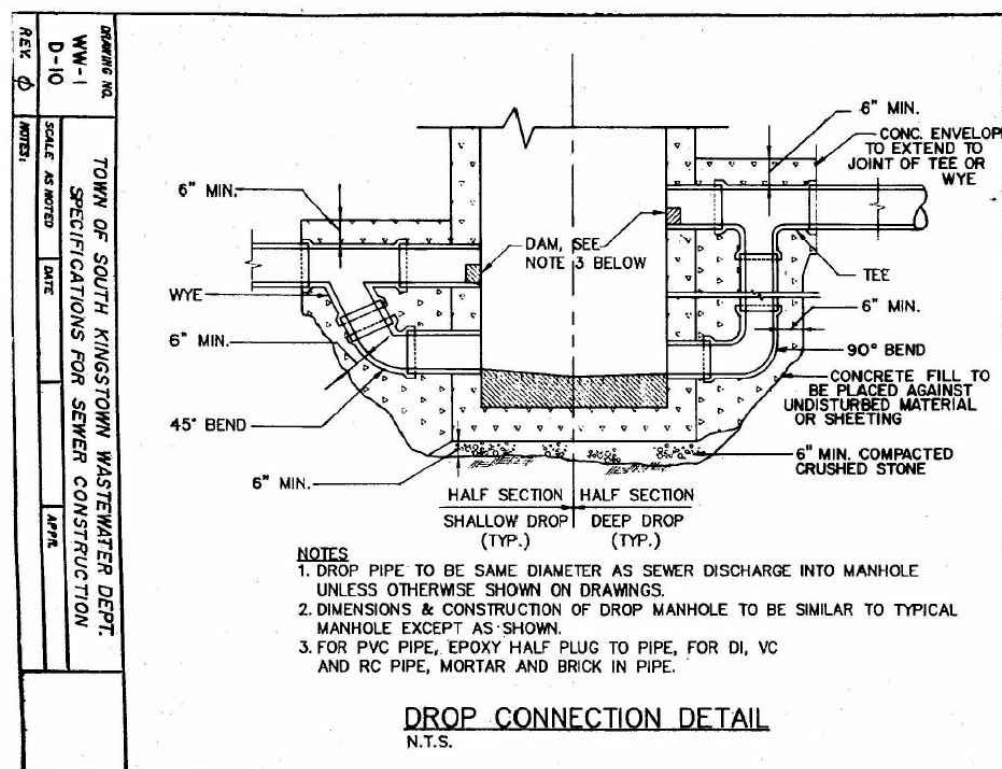 DRAWING NO.
WW-1
D-10
REV. 0
TOWN OF SOUTH KINGSTOWN WASTEWATER DEPT.
SPECIFICATIONS FOR SEWER CONSTRUCTION
SCALE AS NOTED
DATE
APPR.
NOTES:
6" MIN.
CONC. ENVELOPE
TO EXTEND TO
JOINT OF TEE OR
WYE
6" MIN.
DAM, SEE
NOTE 3 BELOW
TEE
WYE
6" MIN.
6" MIN.
90° BEND
CONCRETE FILL TO
BE PLACED AGAINST
UNDISTURBED MATERIAL
OR SHEETING
45° BEND
6" MIN. COMPACTED
CRUSHED STONE
6" MIN.
HALF SECTION
SHALLOW DROP
(TYP.)
HALF SECTION
DEEP DROP
(TYP.)
NOTES
1. DROP PIPE TO BE SAME DIAMETER AS SEWER DISCHARGE INTO MANHOLE
UNLESS OTHERWISE SHOWN ON DRAWINGS.
2. DIMENSIONS & CONSTRUCTION OF DROP MANHOLE TO BE SIMILAR TO TYPICAL
MANHOLE EXCEPT AS SHOWN.
3. FOR PVC PIPE, EPOXY HALF PLUG TO PIPE, FOR DI, VC
AND RC PIPE, MORTAR AND BRICK IN PIPE.
DROP CONNECTION DETAIL
N.T.S.